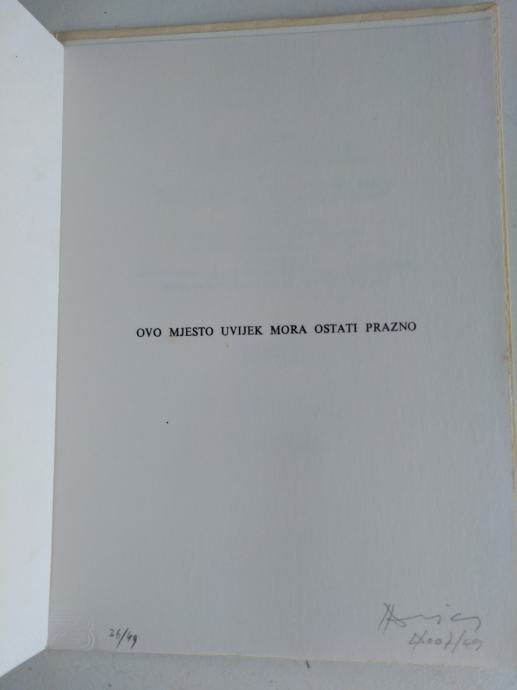 OVO MJESTO UVIJEK MORA OSTATI PRAZNO
26/49